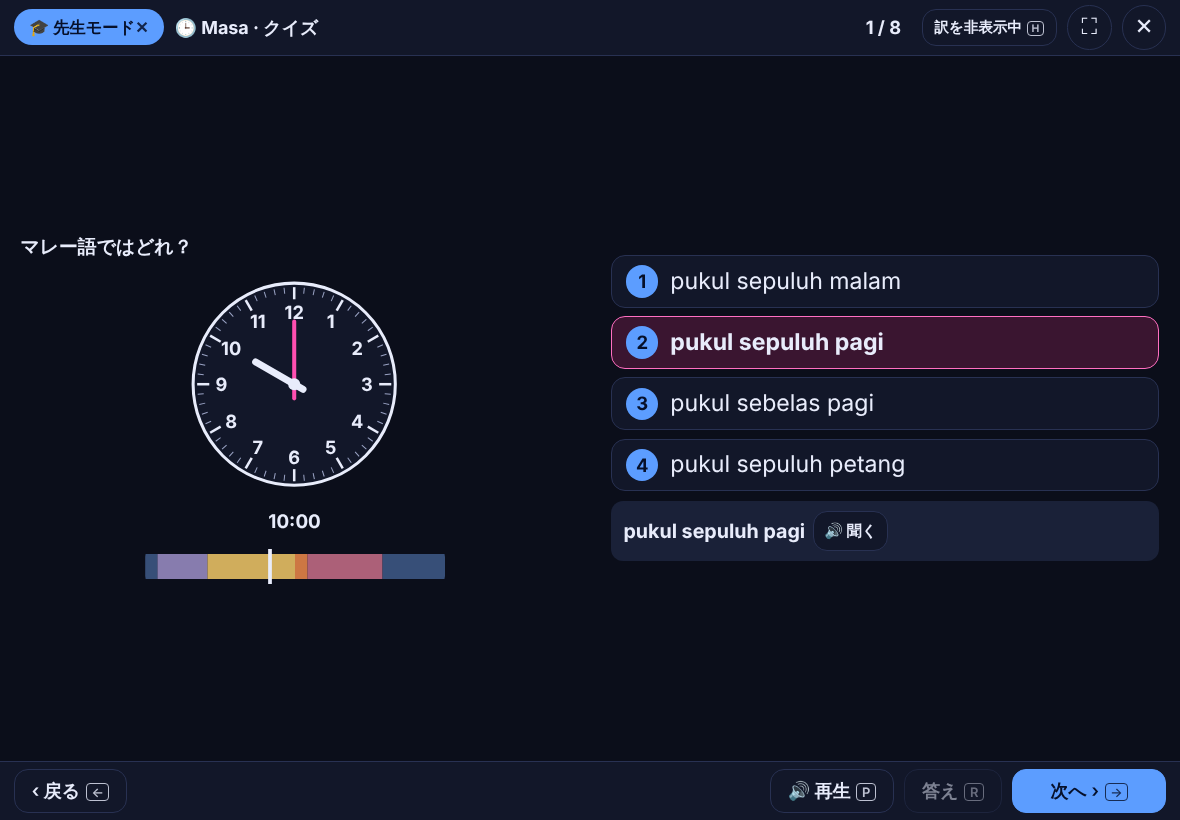 🎓 先生モード✕
🕒 Masa · クイズ
1 / 8
訳を非表示中 H
✕
マレー語ではどれ？
12
1
2
3
4
5
6
7
8
9
10
11
10:00
1 pukul sepuluh malam
2 pukul sepuluh pagi
3 pukul sebelas pagi
4 pukul sepuluh petang
pukul sepuluh pagi 🔊 聞く
‹ 戻る ←
🔊 再生 P
答え R
次へ › →